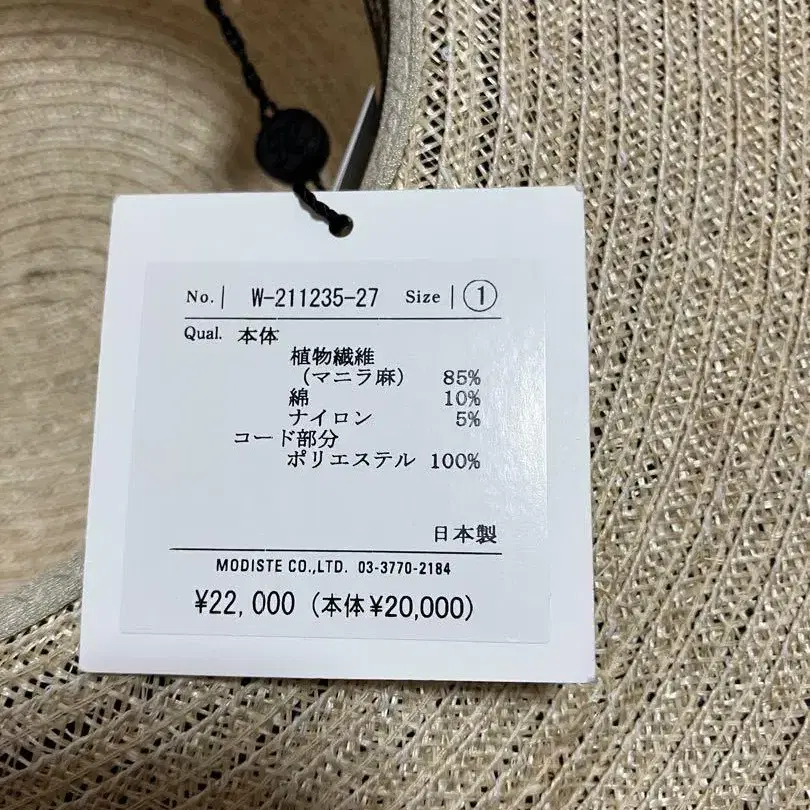 No. | W-211235-27 Size | ①
Qual. 本体
植物繊維
(マニラ麻) 85%
綿 10%
ナイロン 5%
コード部分
ポリエステル 100%
日本製
MODISTE CO.,LTD. 03-3770-2184
¥22,000 (本体¥20,000)